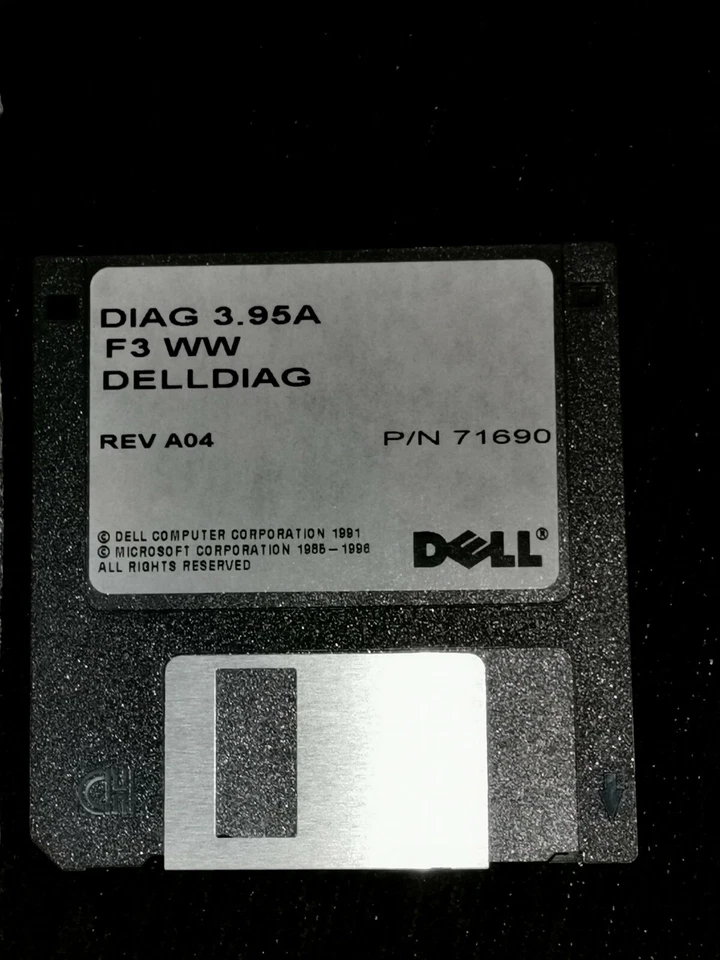 DIAG 3.95A
F3 WW
DELLDIAG
REV A04 P/N 71690
© DELL COMPUTER CORPORATION 1991
© MICROSOFT CORPORATION 1985-1996
ALL RIGHTS RESERVED
DELL®
HD